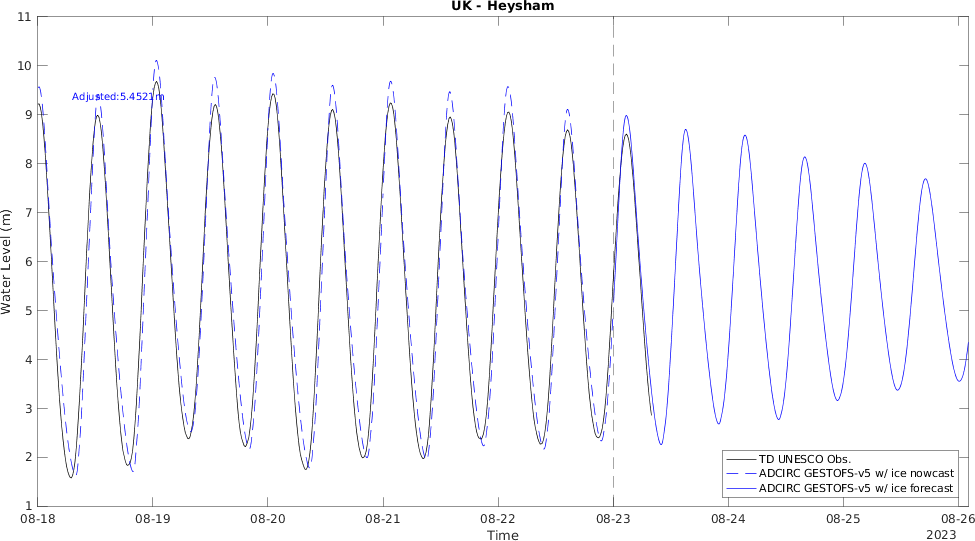 UK - Heysham
11
10
9
8
7
6
5
4
3
2
1
Water Level (m)
Adjusted:5.4521m
TD UNESCO Obs.
ADCIRC GESTOFS-v5 w/ ice nowcast
ADCIRC GESTOFS-v5 w/ ice forecast
08-18 08-19 08-20 08-21 08-22 08-23 08-24 08-25 08-26
Time
2023